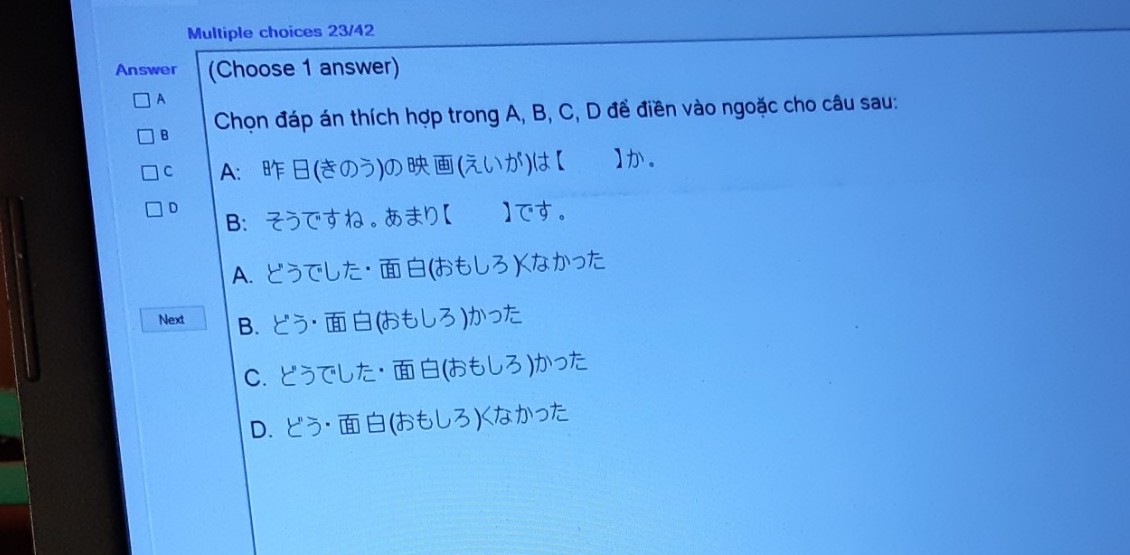 Multiple choices 23/42
Answer
(Choose 1 answer)
A
B
C
D
Next
Chọn đáp án thích hợp trong A, B, C, D để điền vào ngoặc cho câu sau:
A: 昨日(きのう)の映画(えいが)は【 】か。
B: そうですね。あまり【 】です。
A. どうでした・面白(おもしろ)くなかった
B. どう・面白(おもしろ)かった
C. どうでした・面白(おもしろ)かった
D. どう・面白(おもしろ)くなかった